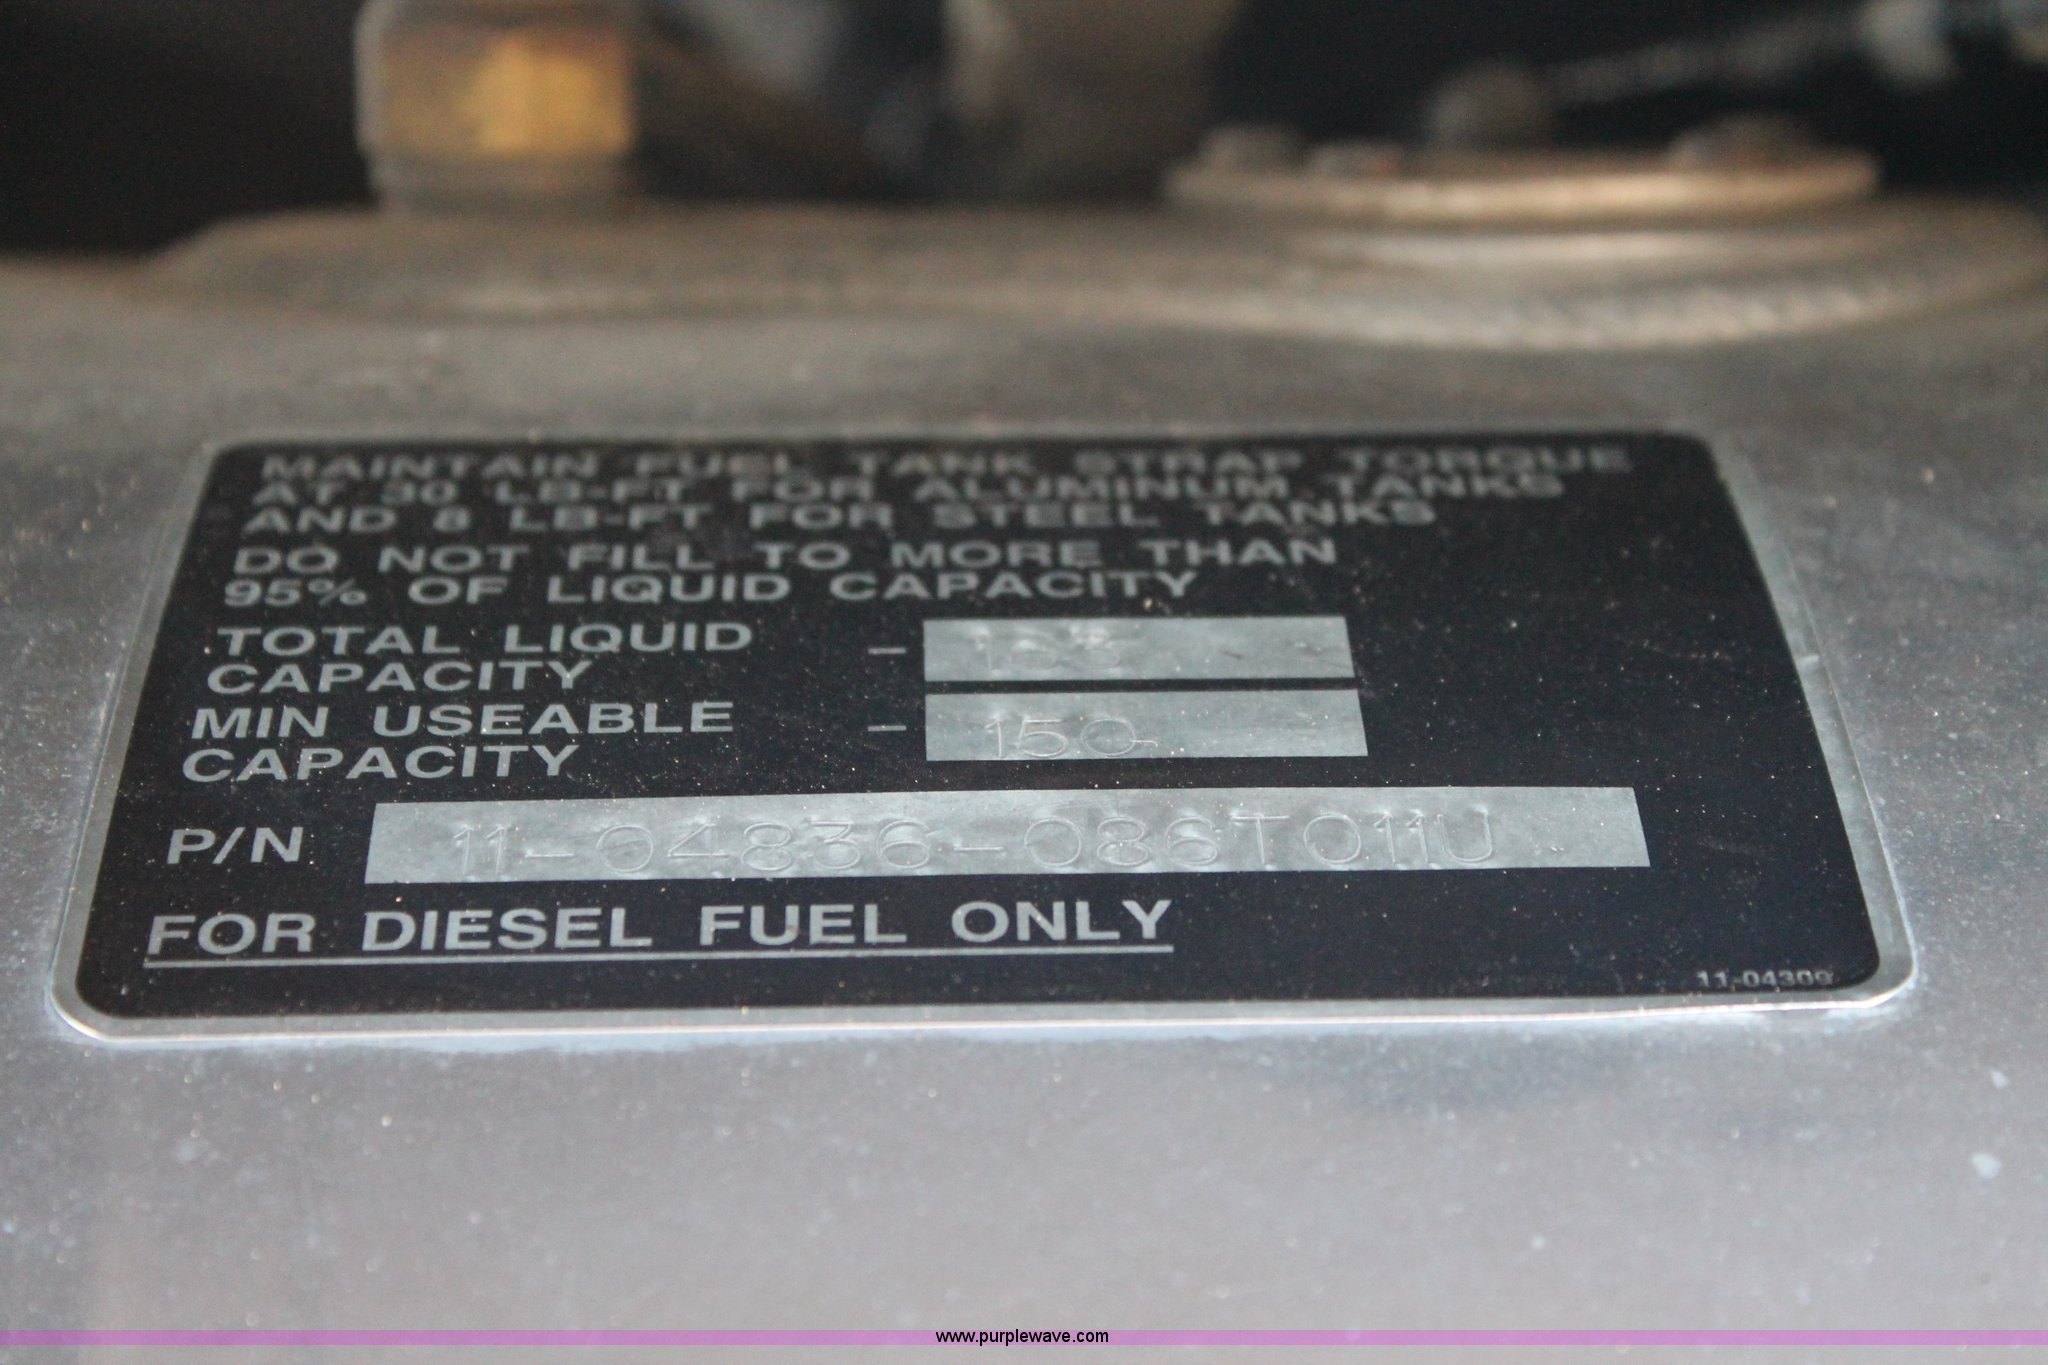 MAINTAIN FUEL TANK STRAP TORQUE
AT 30 LB-FT FOR ALUMINUM TANKS
AND 8 LB-FT FOR STEEL TANKS
DO NOT FILL TO MORE THAN
95% OF LIQUID CAPACITY
TOTAL LIQUID CAPACITY -
MIN USEABLE CAPACITY - 150
P/N 11-04836-086T011U
FOR DIESEL FUEL ONLY
11-04309
www.purplewave.com